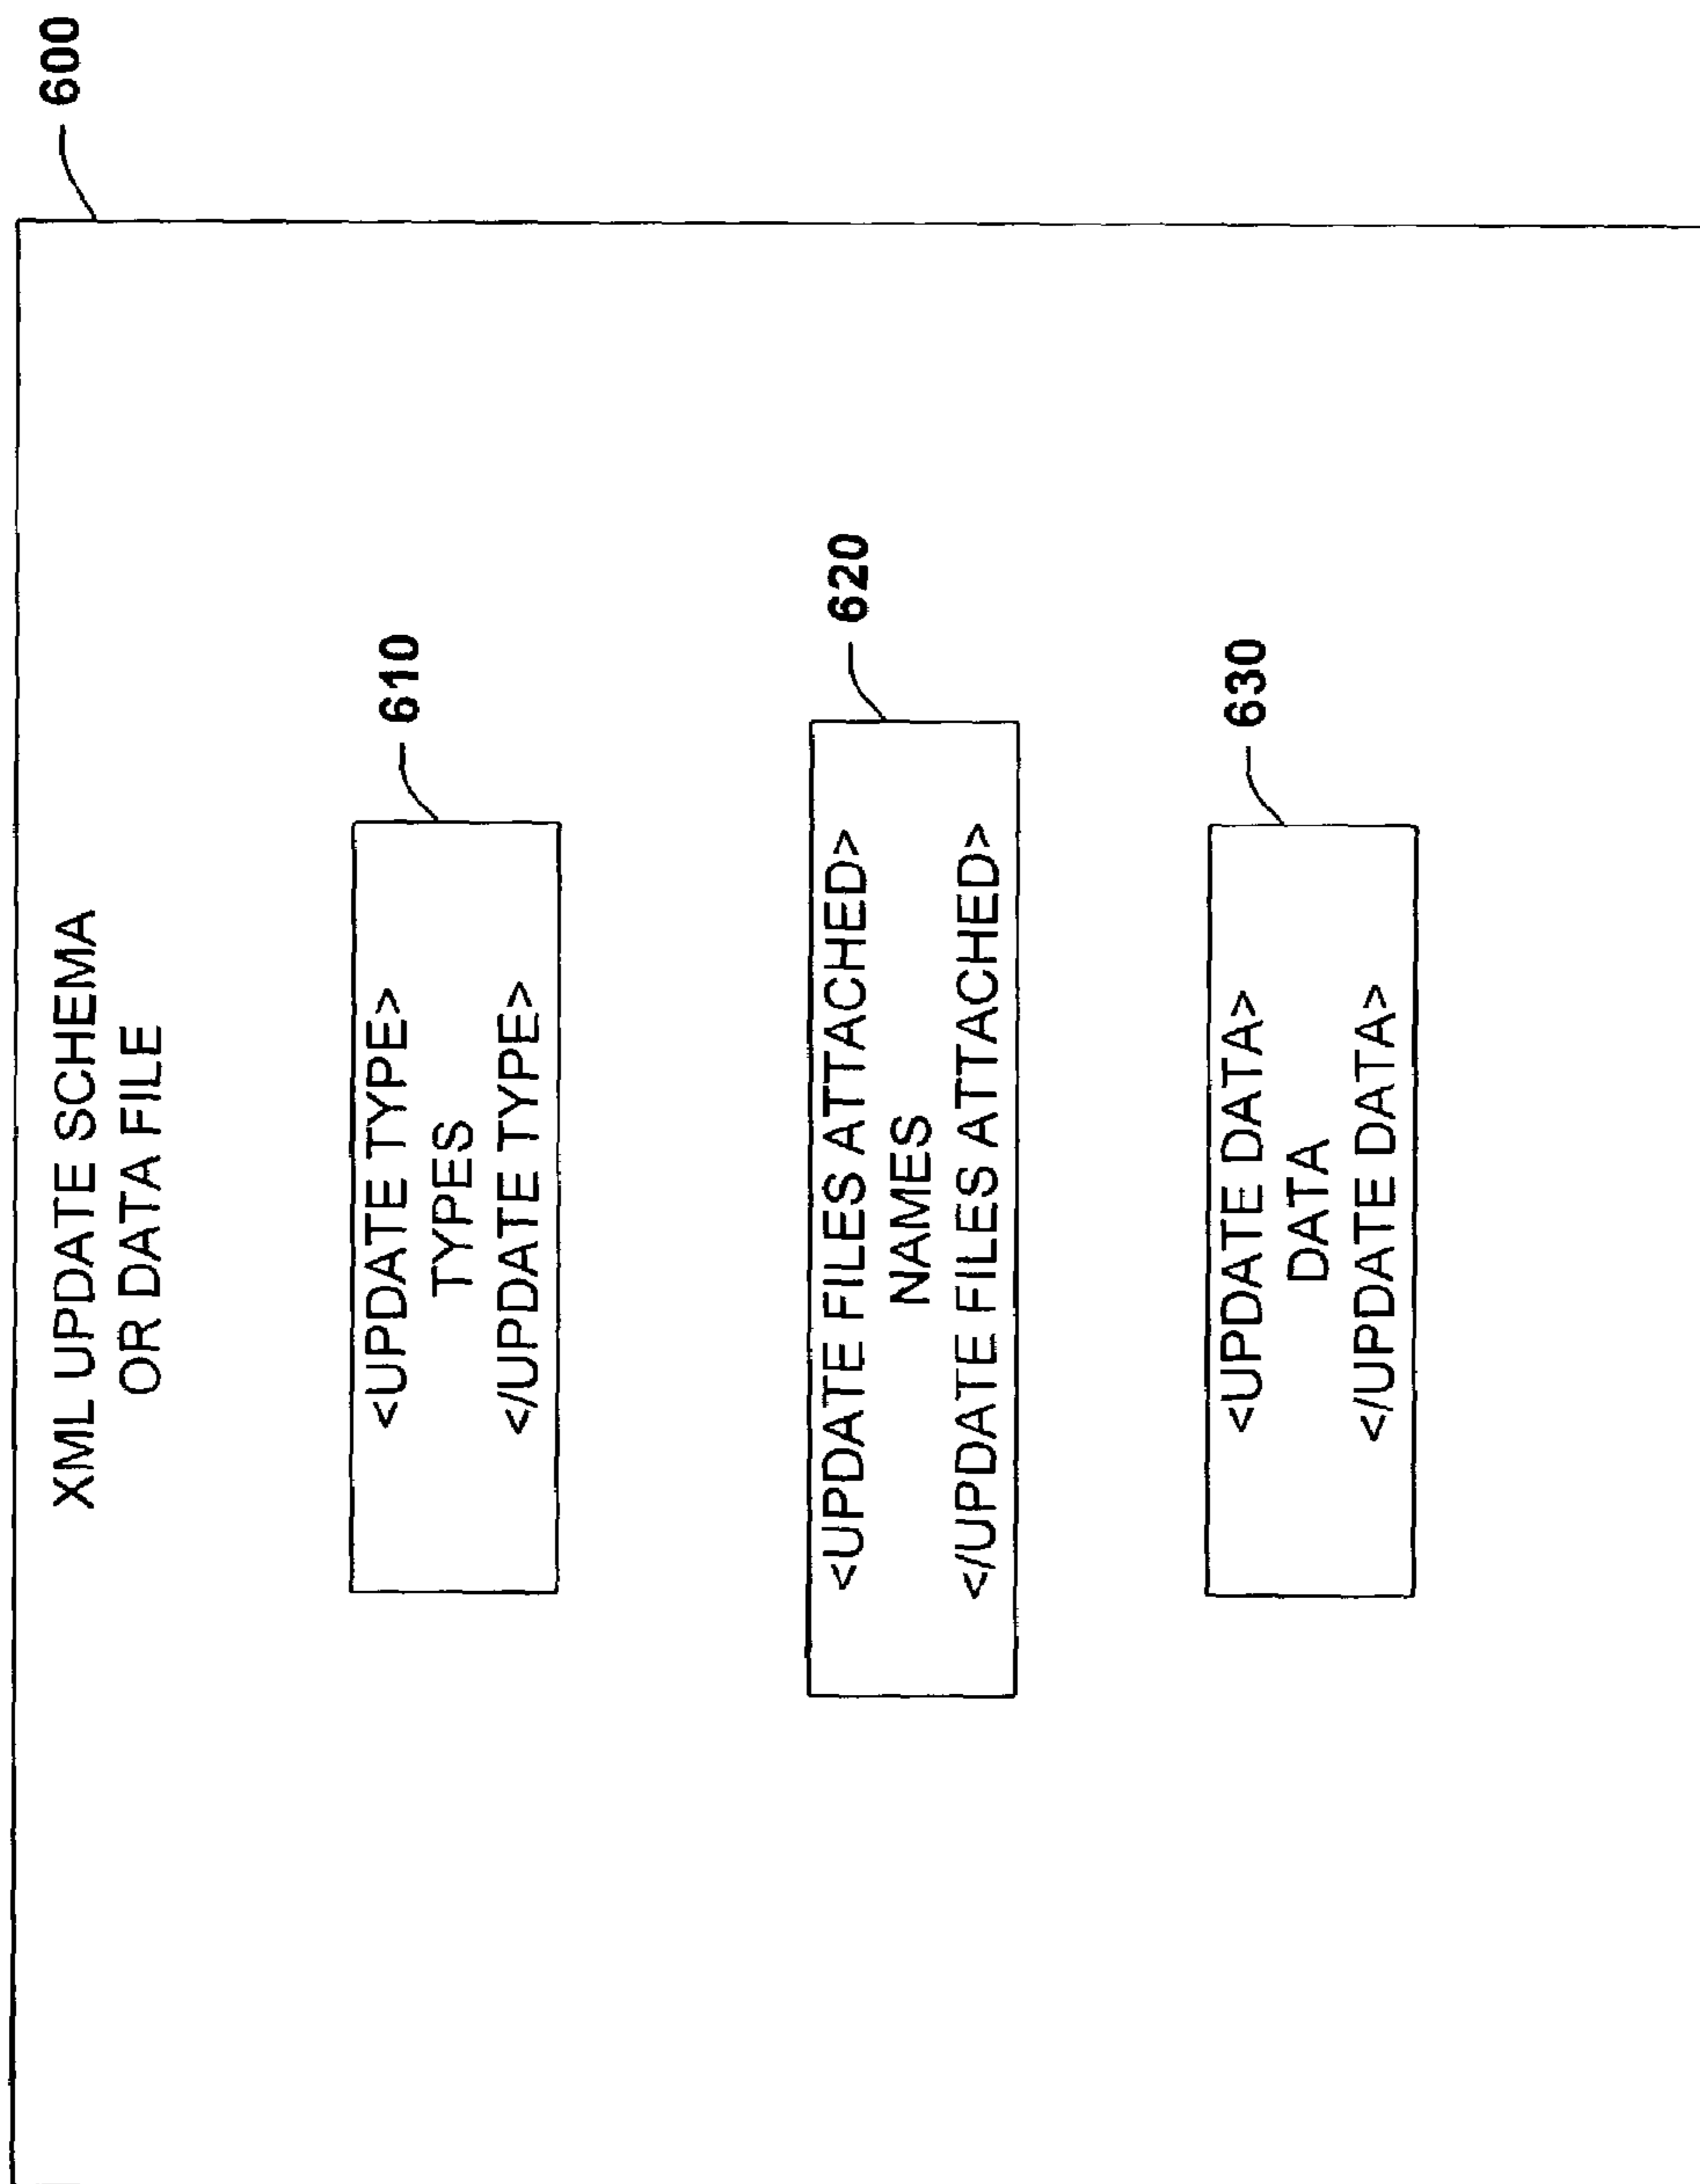 600
XML UPDATE SCHEMA
OR DATA FILE
610
<UPDATE TYPE>
TYPES
</UPDATE TYPE>
620
<UPDATE FILES ATTACHED>
NAMES
</UPDATE FILES ATTACHED>
630
<UPDATE DATA>
DATA
</UPDATE DATA>